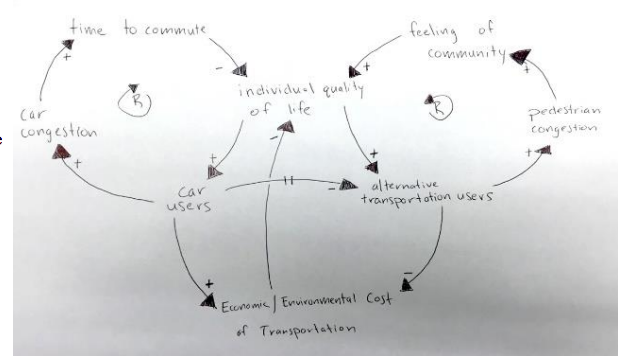 time to commute
feeling of
community
individual quality
of life
car
congestion
R
R
pedestrian
congestion
car
users
alternative
transportation users
Economic/Environmental Cost
of Transportation
+
-
+
+
+
+
-
+
-
+
+
-
e